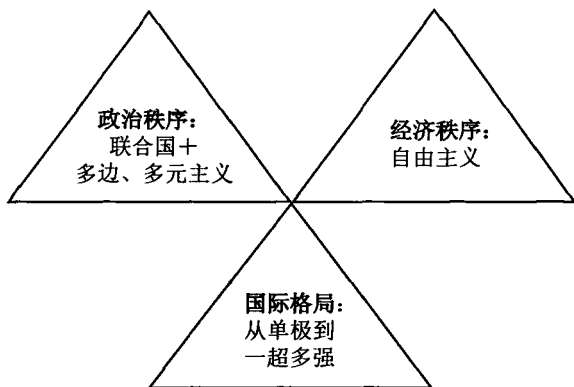 政治秩序：
联合国＋
多边、多元主义
经济秩序：
自由主义
国际格局：
从单极到
一超多强